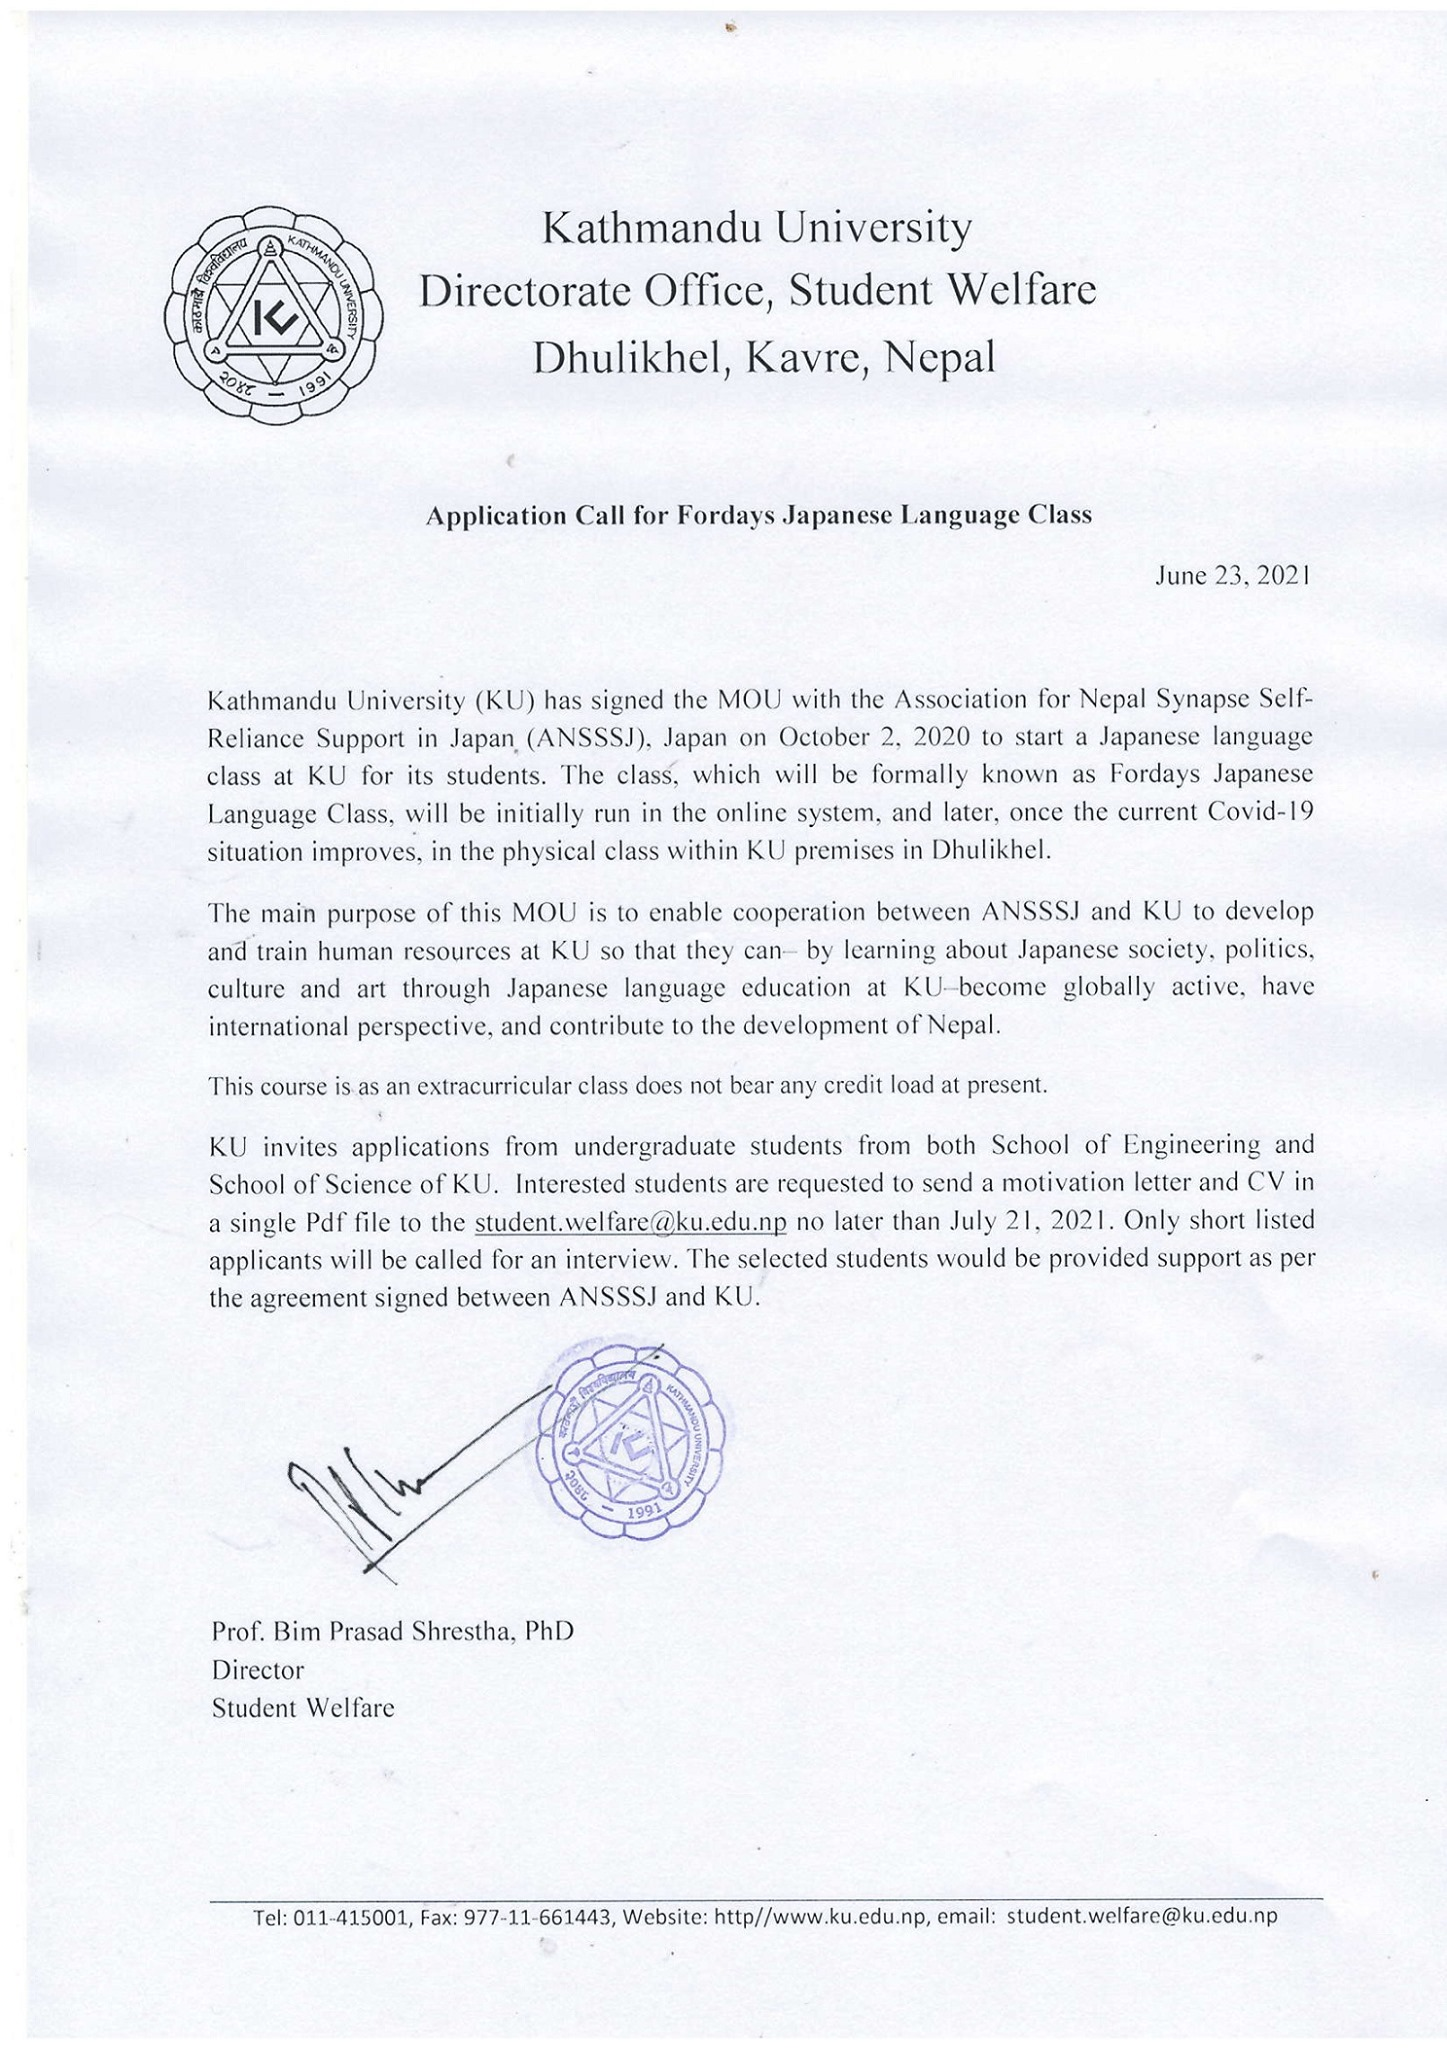 काठमाडौं विश्वविद्यालय
KATHMANDU UNIVERSITY
KU
२०४८ – 1991
Kathmandu University
Directorate Office, Student Welfare
Dhulikhel, Kavre, Nepal
Application Call for Fordays Japanese Language Class
June 23, 2021
Kathmandu University (KU) has signed the MOU with the Association for Nepal Synapse Self-
Reliance Support in Japan (ANSSSJ), Japan on October 2, 2020 to start a Japanese language
class at KU for its students. The class, which will be formally known as Fordays Japanese
Language Class, will be initially run in the online system, and later, once the current Covid-19
situation improves, in the physical class within KU premises in Dhulikhel.
The main purpose of this MOU is to enable cooperation between ANSSSJ and KU to develop
and train human resources at KU so that they can– by learning about Japanese society, politics,
culture and art through Japanese language education at KU–become globally active, have
international perspective, and contribute to the development of Nepal.
This course is as an extracurricular class does not bear any credit load at present.
KU invites applications from undergraduate students from both School of Engineering and
School of Science of KU. Interested students are requested to send a motivation letter and CV in
a single Pdf file to the student.welfare@ku.edu.np no later than July 21, 2021. Only short listed
applicants will be called for an interview. The selected students would be provided support as per
the agreement signed between ANSSSJ and KU.
काठमाडौं विश्वविद्यालय
KATHMANDU UNIVERSITY
KU
२०४८ – 1991
Prof. Bim Prasad Shrestha, PhD
Director
Student Welfare
Tel: 011-415001, Fax: 977-11-661443, Website: http//www.ku.edu.np, email: student.welfare@ku.edu.np